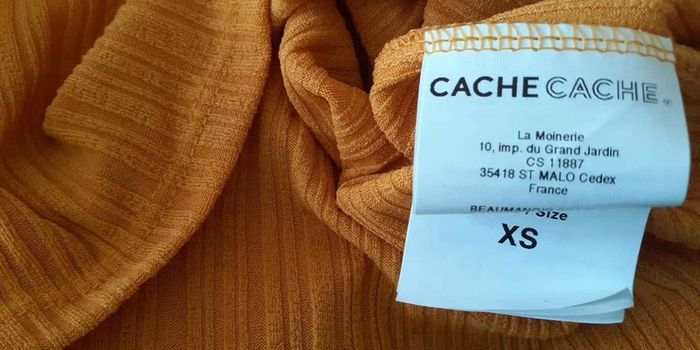 CACHE CACHE ®
La Moinerie
10, imp. du Grand Jardin
CS 11887
35418 ST MALO Cedex
France
Size
XS